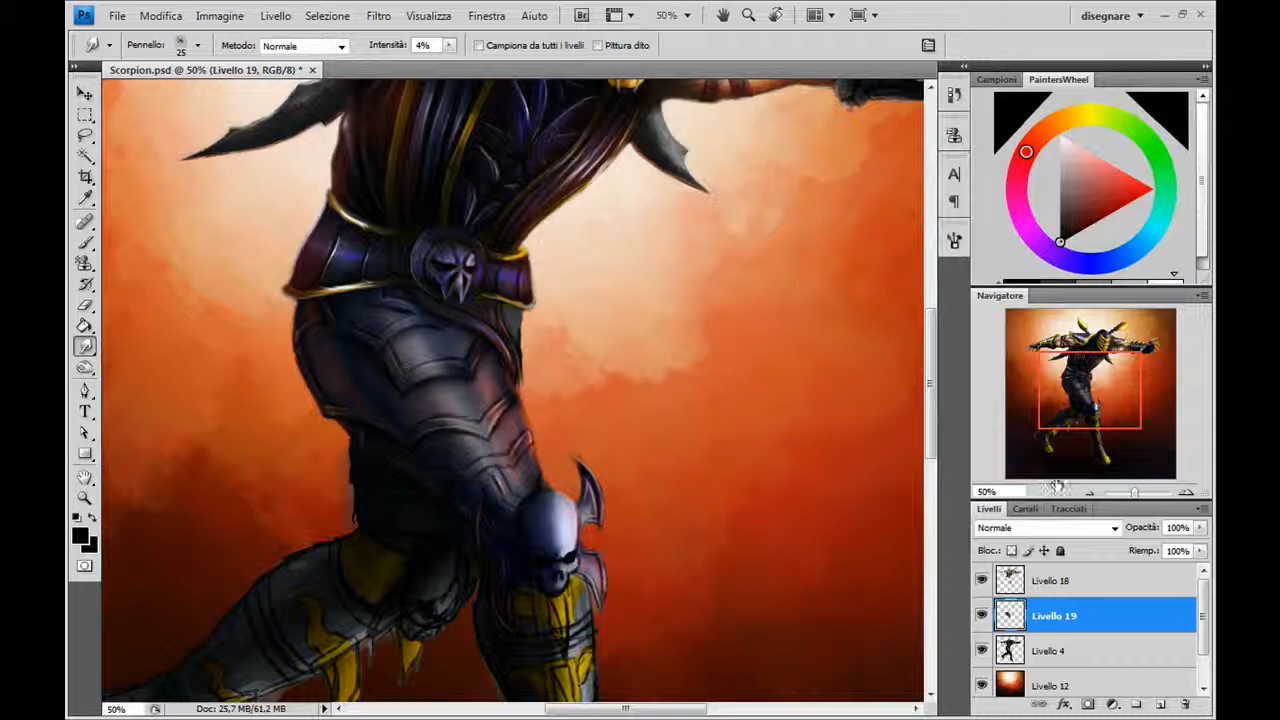 Ps File Modifica Immagine Livello Selezione Filtro Visualizza Finestra Aiuto Br 50% disegnare
Pennello: 25 Metodo: Normale Intensità: 4% Campiona da tutti i livelli Pittura dito
Scorpion.psd @ 50% (Livello 19, RGB/8) *
Campioni PaintersWheel
Navigatore
50%
Livelli Canali Tracciati
Normale Opacità: 100%
Bloc.: Riemp.: 100%
Livello 18
Livello 19
Livello 4
Livello 12
50% Doc: 25,7 MB/61,2 MB